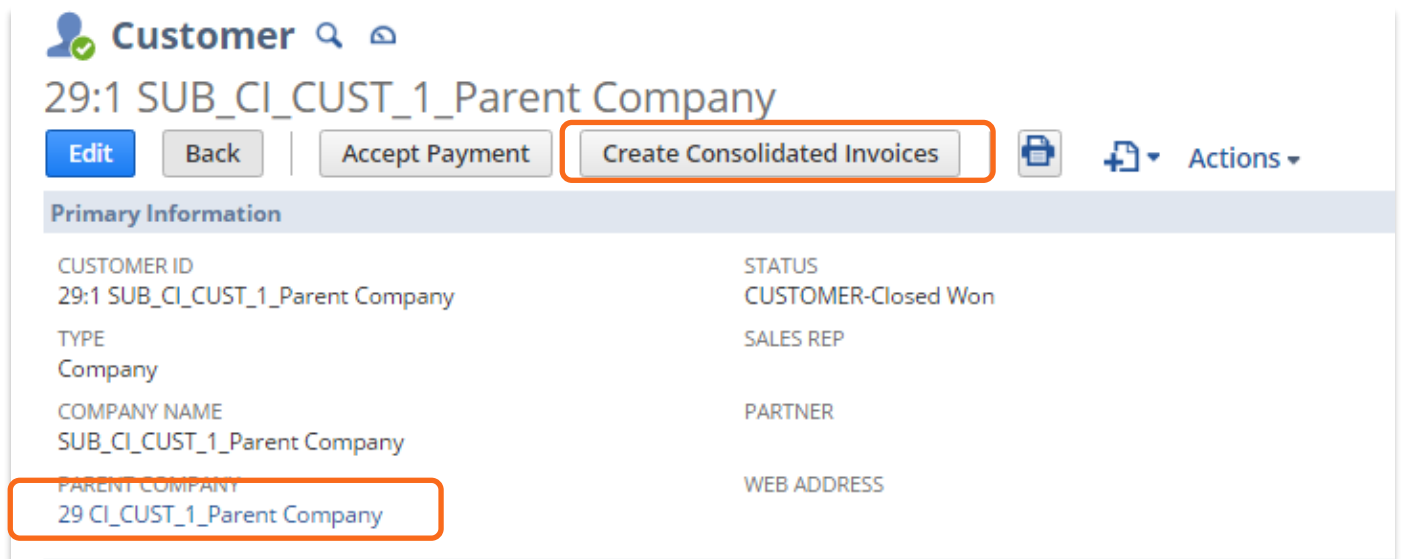 Customer
29:1 SUB_CI_CUST_1_Parent Company
Edit Back Accept Payment Create Consolidated Invoices Actions
Primary Information
CUSTOMER ID STATUS
29:1 SUB_CI_CUST_1_Parent Company CUSTOMER-Closed Won
TYPE SALES REP
Company
COMPANY NAME PARTNER
SUB_CI_CUST_1_Parent Company
PARENT COMPANY WEB ADDRESS
29 CI_CUST_1_Parent Company